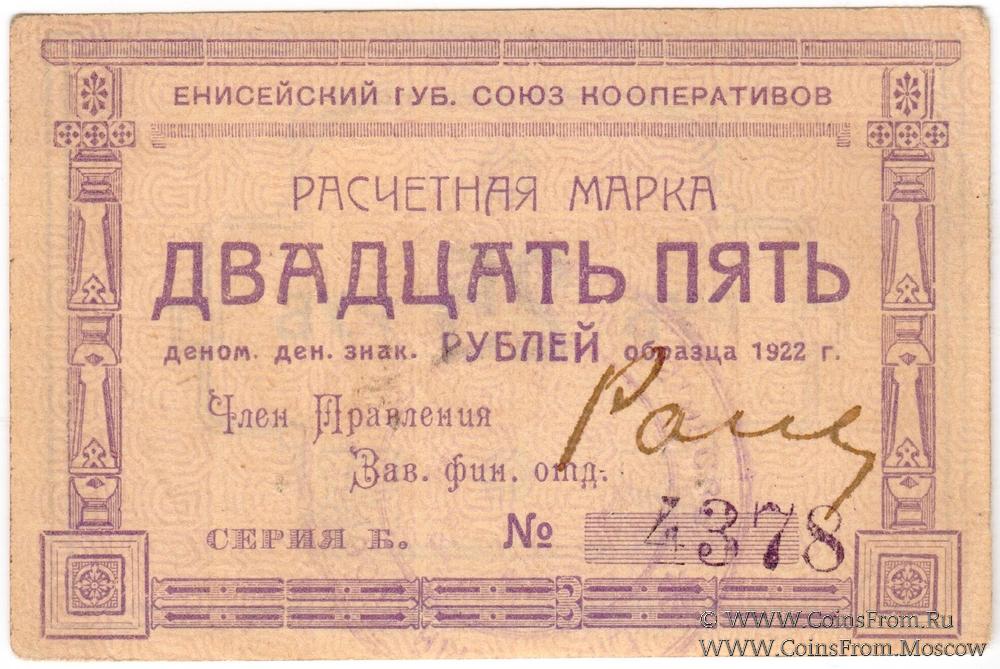 ЕНИСЕЙСКИЙ ГУБ. СОЮЗ КООПЕРАТИВОВ
РАСЧЕТНАЯ МАРКА
ДВАДЦАТЬ ПЯТЬ
деном. ден. знак. РУБЛЕЙ образца 1922 г.
Член Правления
Зав. фин. отд.
СЕРИЯ Б. № 4378
© WWW.CoinsFrom.Ru
WWW.CoinsFrom.Moscow